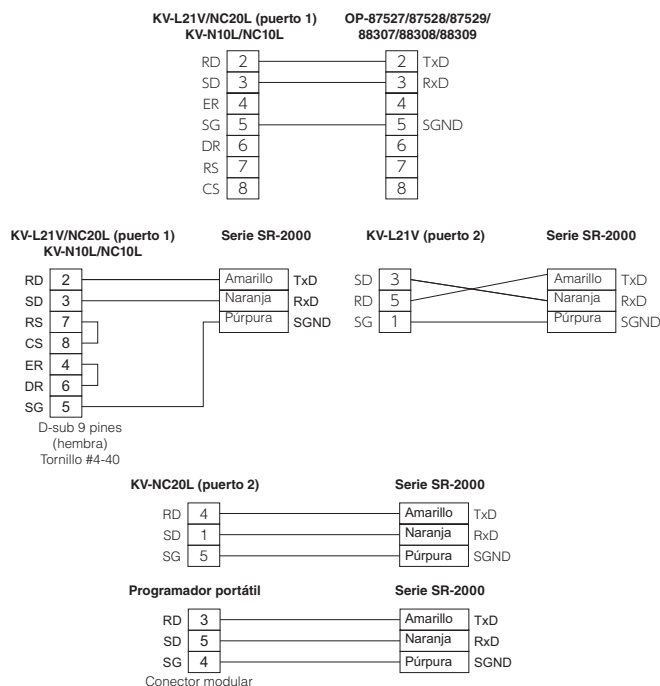 KV-L21V/NC20L (puerto 1)
KV-N10L/NC10L
OP-87527/87528/87529/
88307/88308/88309
RD 2 2 TxD
SD 3 3 RxD
ER 4 4
SG 5 5 SGND
DR 6 6
RS 7 7
CS 8 8
KV-L21V/NC20L (puerto 1)
KV-N10L/NC10L
Serie SR-2000
RD 2 Amarillo TxD
SD 3 Naranja RxD
RS 7 Púrpura SGND
CS 8
ER 4
DR 6
SG 5
D-sub 9 pines
(hembra)
Tornillo #4-40
KV-L21V (puerto 2) Serie SR-2000
SD 3 Amarillo TxD
RD 5 Naranja RxD
SG 1 Púrpura SGND
KV-NC20L (puerto 2) Serie SR-2000
RD 4 Amarillo TxD
SD 1 Naranja RxD
SG 5 Púrpura SGND
Programador portátil Serie SR-2000
RD 3 Amarillo TxD
SD 5 Naranja RxD
SG 4 Púrpura SGND
Conector modular